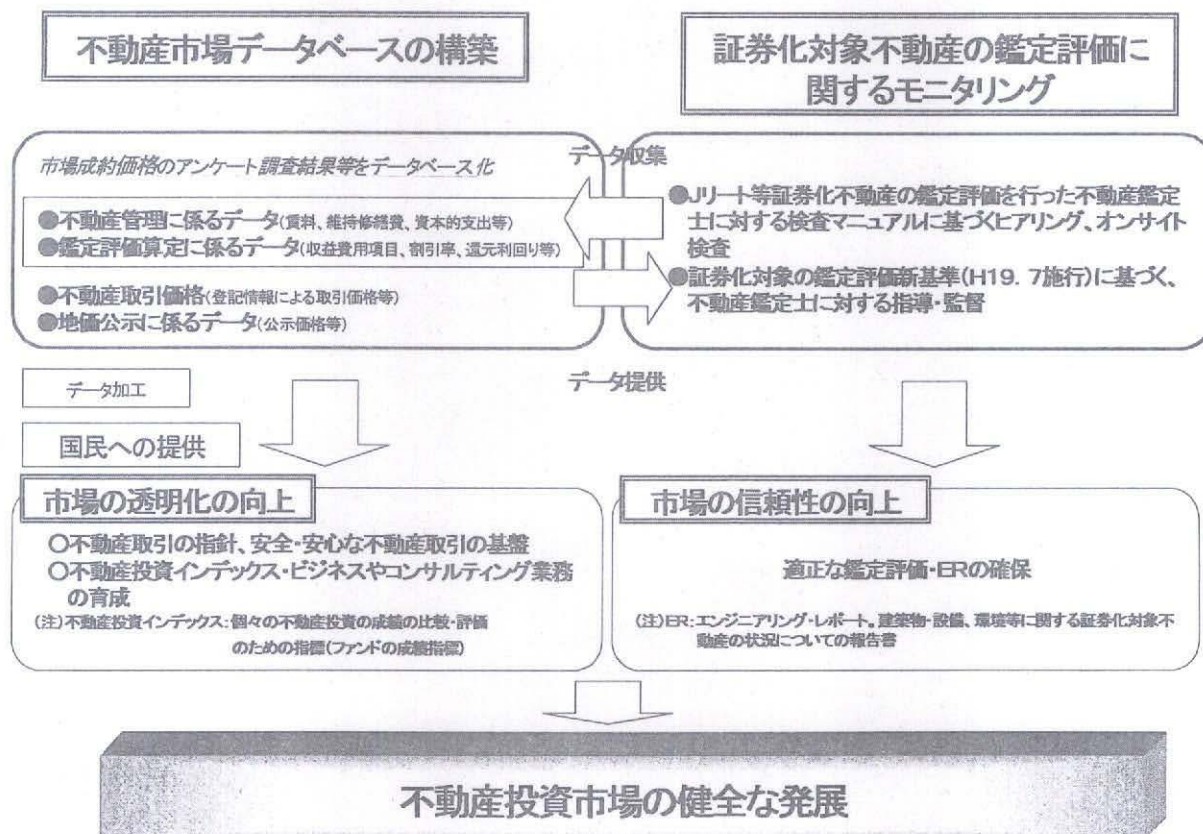 不動産市場データベースの構築
証券化対象不動産の鑑定評価に
関するモニタリング
市場成約価格のアンケート調査結果等をデータベース化
●不動産管理に係るデータ(賃料、維持修繕費、資本的支出等)
●鑑定評価算定に係るデータ(収益費用項目、割引率、還元利回り等)
●不動産取引価格(登記情報による取引価格等)
●地価公示に係るデータ(公示価格等)
データ収集
●Jリート等証券化不動産の鑑定評価を行った不動産鑑定
士に対する検査マニュアルに基づくヒアリング、オンサイト
検査
●証券化対象の鑑定評価新基準(H19.7施行)に基づく、
不動産鑑定士に対する指導・監督
データ提供
データ加工
国民への提供
市場の透明化の向上
○不動産取引の指針、安全・安心な不動産取引の基盤
○不動産投資インデックス・ビジネスやコンサルティング業務
の育成
(注)不動産投資インデックス:個々の不動産投資の成績の比較・評価
のための指標(ファンドの成績指標)
市場の信頼性の向上
適正な鑑定評価・ERの確保
(注)ER:エンジニアリング・レポート。建築物・設備、環境等に関する証券化対象不
動産の状況についての報告書
不動産投資市場の健全な発展